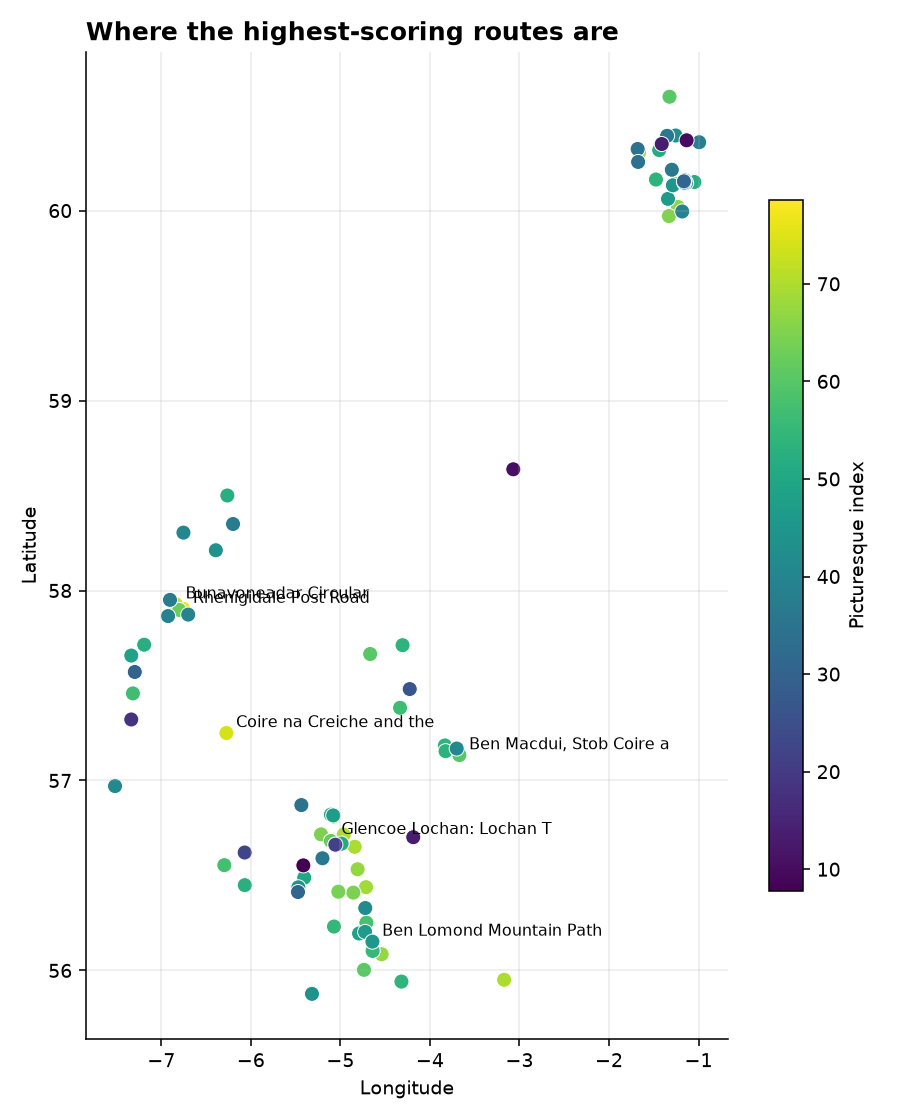 Where the highest-scoring routes are
Latitude
60
59
58
57
56
Bunavoneadar Circular
Rhenigidale Post Road
Coire na Creiche and the
Ben Macdui, Stob Coire a
Glencoe Lochan: Lochan T
Ben Lomond Mountain Path
−7
−6
−5
−4
−3
−2
−1
Longitude
70
60
50
40
30
20
10
Picturesque index